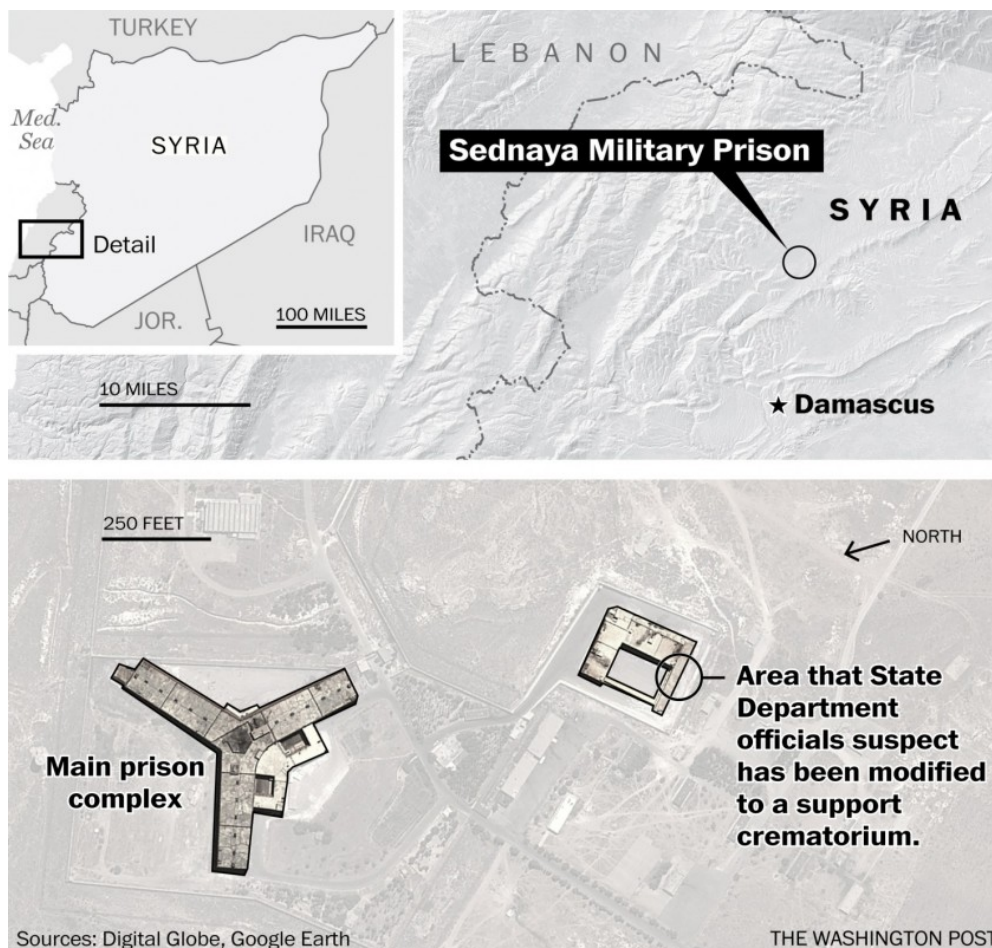 TURKEY
Med.
Sea
SYRIA
Detail
IRAQ
JOR.
100 MILES
LEBANON
Sednaya Military Prison
SYRIA
10 MILES
Damascus
250 FEET
NORTH
Main prison
complex
Area that State
Department
officials suspect
has been modified
to a support
crematorium.
Sources: Digital Globe, Google Earth
THE WASHINGTON POST